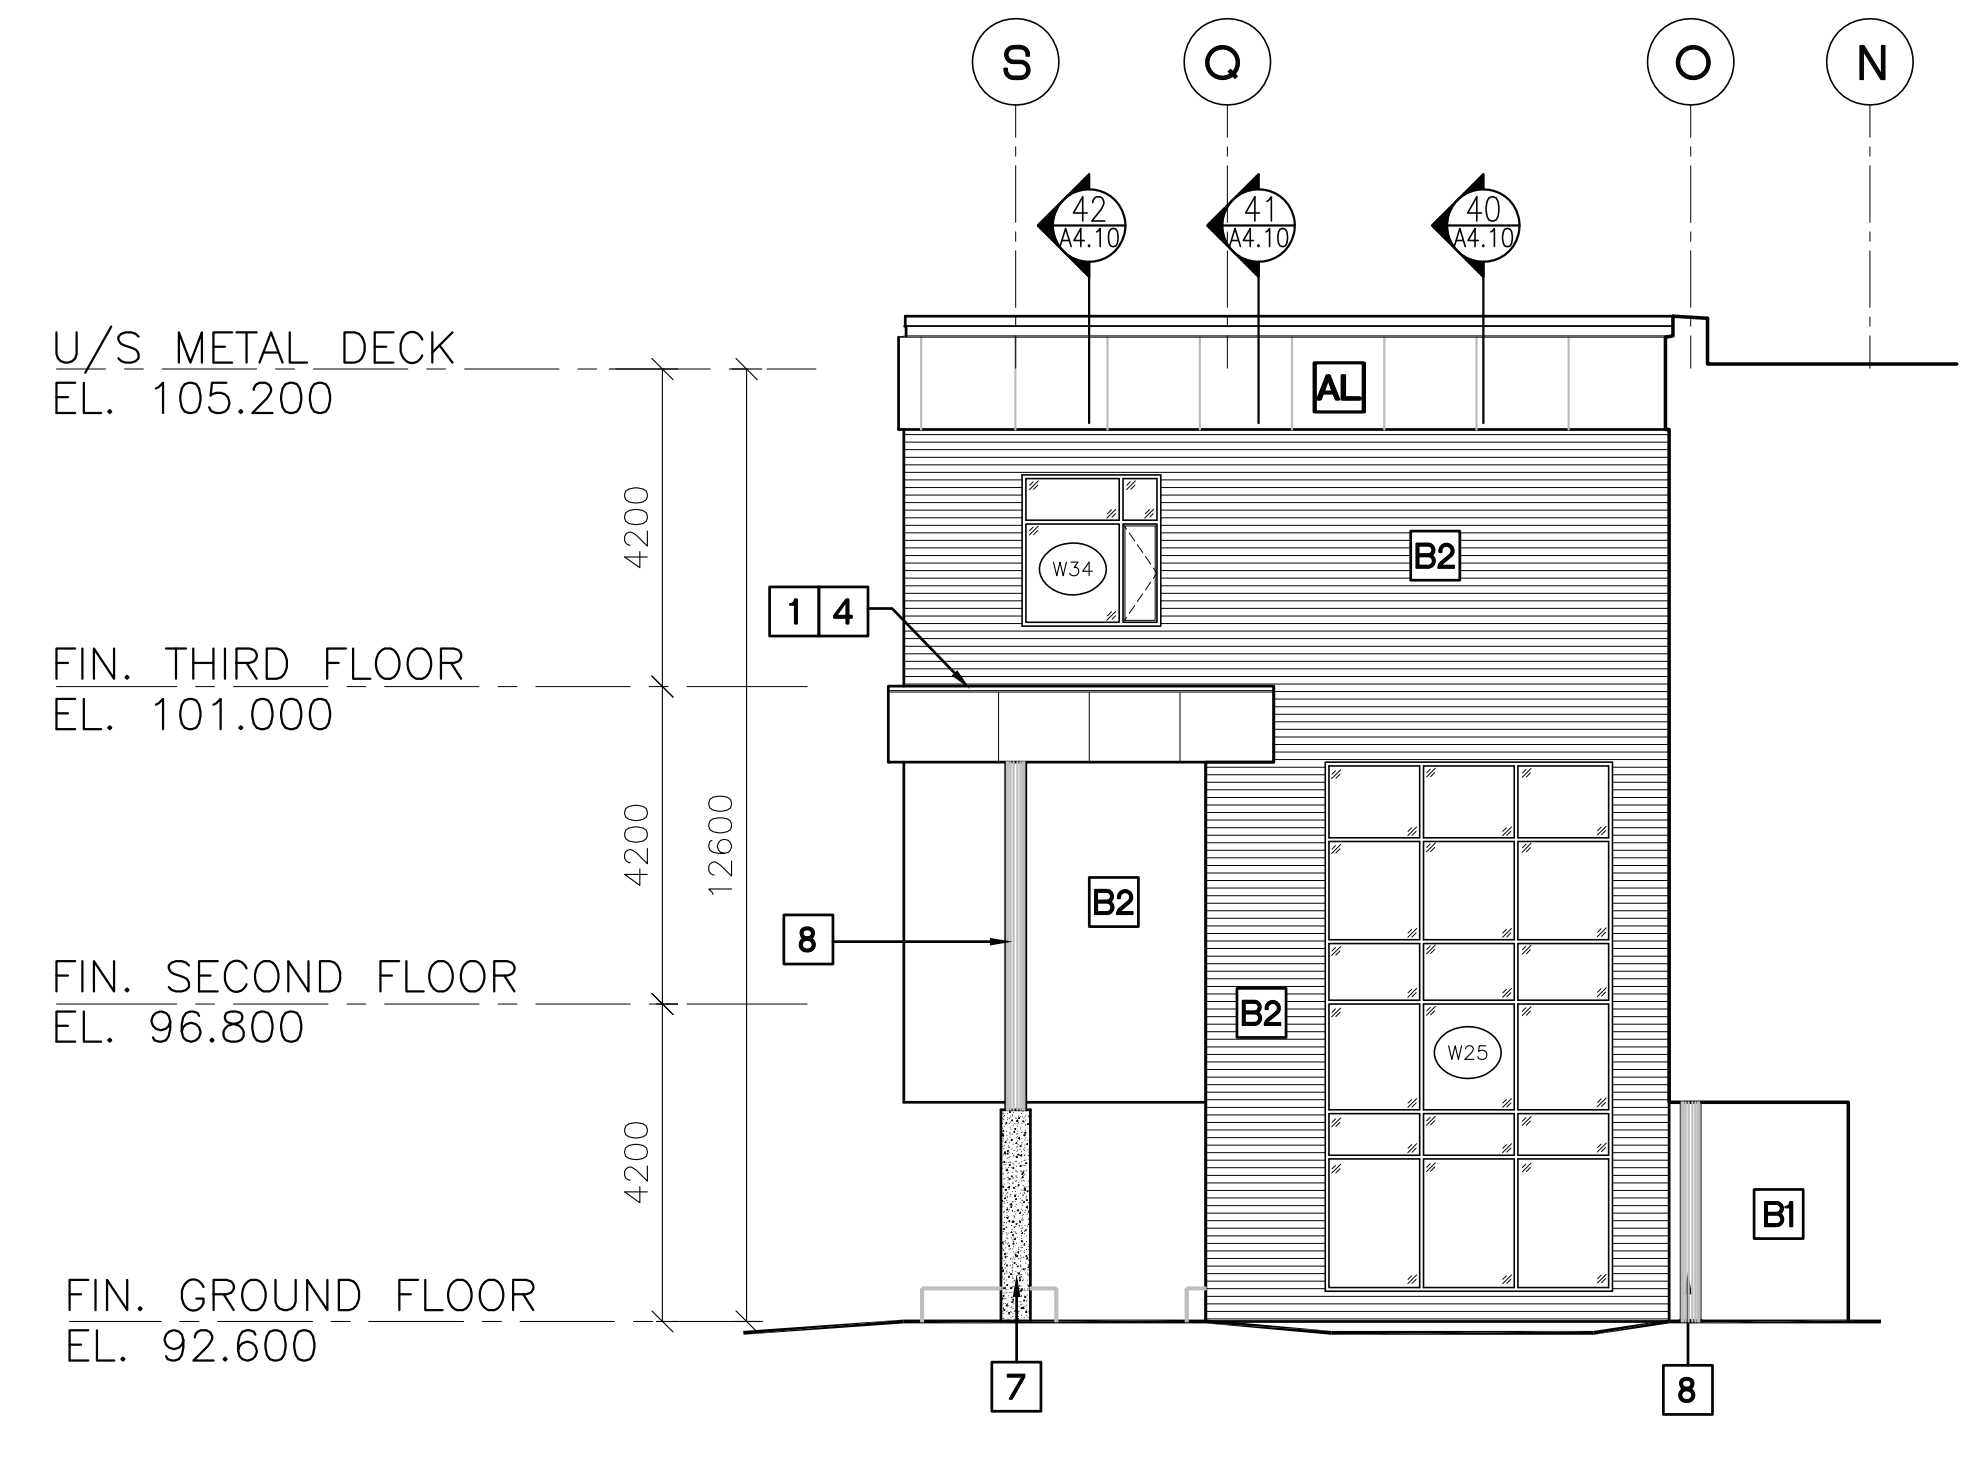 S Q O N
42 41 40
A4.10 A4.10 A4.10
U/S METAL DECK
EL. 105.200
AL
4200
B2
W34
1 4
FIN. THIRD FLOOR
EL. 101.000
4200
12600
B2
8
FIN. SECOND FLOOR
EL. 96.800
B2
W25
4200
B1
FIN. GROUND FLOOR
EL. 92.600
7
8